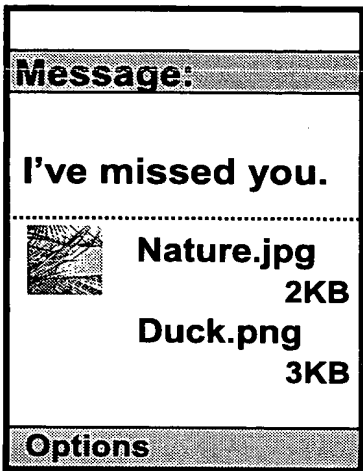 Message:
I've missed you.
Nature.jpg
2KB
Duck.png
3KB
Options